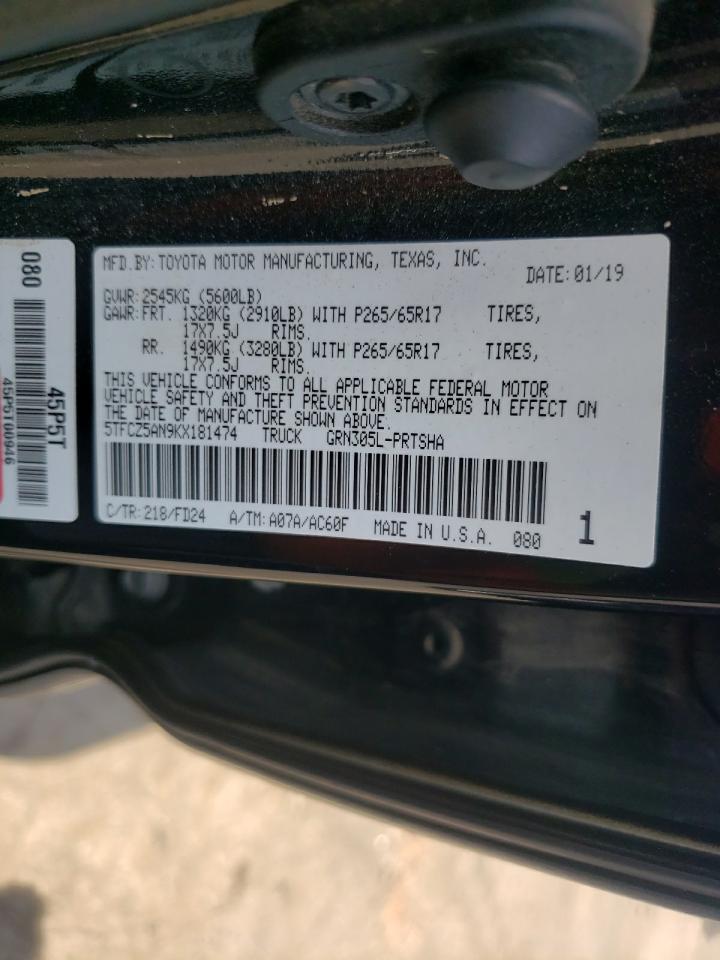 MFD.BY:TOYOTA MOTOR MANUFACTURING, TEXAS, INC.
DATE:01/19
GVWR:2545KG (5600LB)
GAWR:FRT. 1320KG (2910LB) WITH P265/65R17 TIRES,
17X7.5J RIMS.
RR. 1490KG (3280LB) WITH P265/65R17 TIRES,
17X7.5J RIMS.
THIS VEHICLE CONFORMS TO ALL APPLICABLE FEDERAL MOTOR
VEHICLE SAFETY AND THEFT PREVENTION STANDARDS IN EFFECT ON
THE DATE OF MANUFACTURE SHOWN ABOVE.
5TFCZ5AN9KX181474 TRUCK GRN305L-PRTSHA
C/TR:218/FD24 A/TM:A07A/AC60F MADE IN U.S.A. 080 1
080
45P5T
45P5T00946